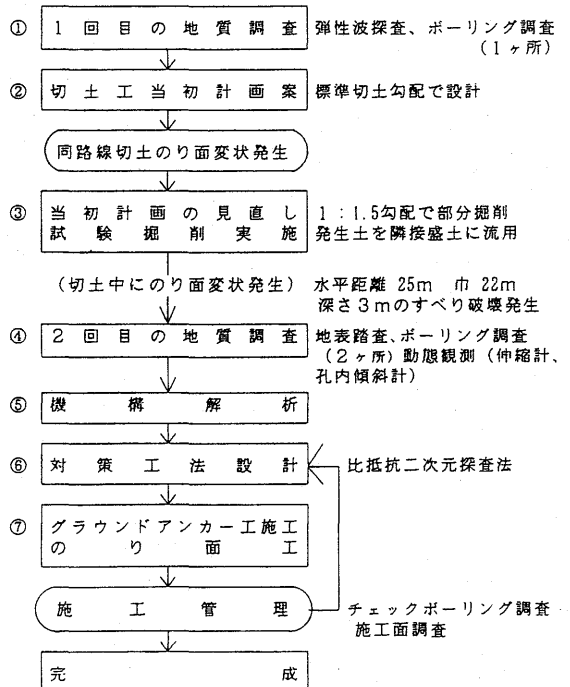 ① 1回目の地質調査 弾性波探査、ボーリング調査
(1ヶ所)
② 切土工当初計画案 標準切土勾配で設計
同路線切土のり面変状発生
③ 当初計画の見直し 1:1.5勾配で部分掘削
試験掘削実施 発生土を隣接盛土に流用
(切土中にのり面変状発生) 水平距離 25m 巾 22m
深さ3mのすべり破壊発生
④ 2回目の地質調査 地表踏査、ボーリング調査
(2ヶ所)動態観測(伸縮計、
孔内傾斜計)
⑤ 機構解析
⑥ 対策工法設計 比抵抗二次元探査法
⑦ グラウンドアンカー工施工
のり面工
施工管理 チェックボーリング調査
施工面調査
完成